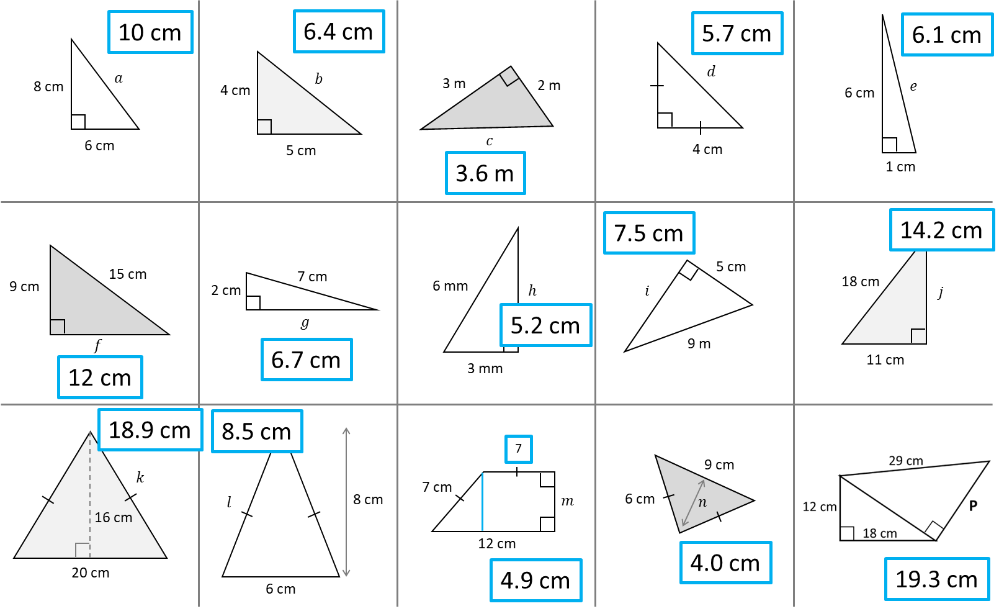 10 cm
8 cm
a
6 cm
6.4 cm
4 cm
b
5 cm
3 m
2 m
c
3.6 m
5.7 cm
d
4 cm
6.1 cm
6 cm
e
1 cm
9 cm
15 cm
f
12 cm
2 cm
7 cm
g
6.7 cm
6 mm
h
5.2 cm
3 mm
7.5 cm
5 cm
i
9 m
14.2 cm
18 cm
j
11 cm
18.9 cm
k
16 cm
20 cm
8.5 cm
l
8 cm
6 cm
7
7 cm
m
12 cm
4.9 cm
9 cm
6 cm
n
4.0 cm
29 cm
12 cm
P
18 cm
19.3 cm